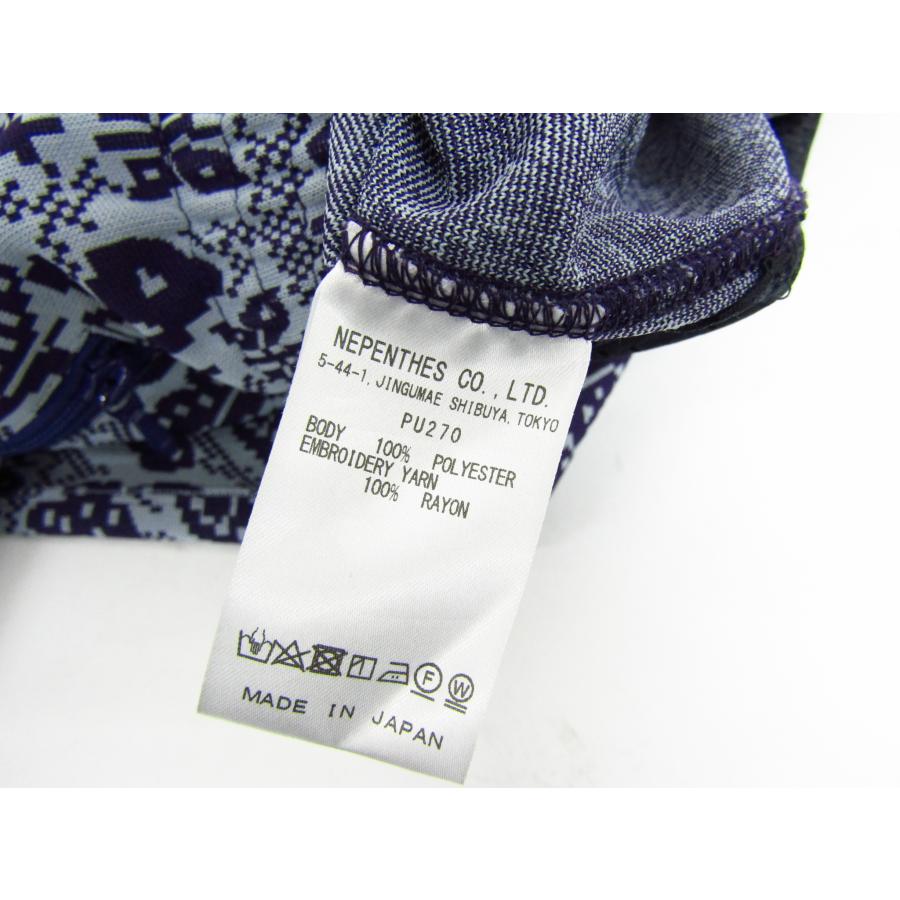 NEPENTHES CO., LTD.
5-44-1, JINGUMAE SHIBUYA, TOKYO
PU270
BODY 100% POLYESTER
EMBROIDERY YARN
100% RAYON
F W
MADE IN JAPAN